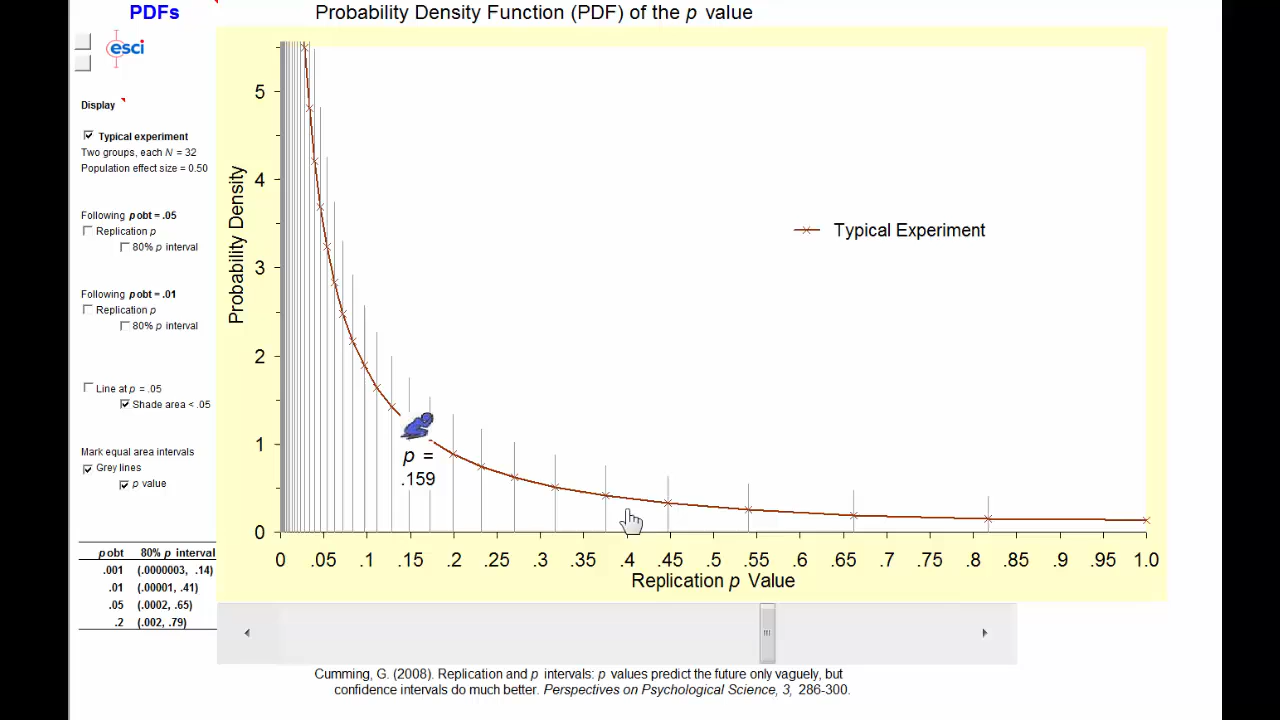 PDFs
Probability Density Function (PDF) of the p value
esci
Display
Typical experiment
Two groups, each N = 32
Population effect size = 0.50
Following p obt = .05
Replication p
80% p interval
Following p obt = .01
Replication p
80% p interval
Line at p = .05
Shade area < .05
Mark equal area intervals
Grey lines
p value
p obt 80% p interval
.001 (.0000003, .14)
.01 (.00001, .41)
.05 (.0002, .65)
.2 (.002, .79)
Probability Density
5
4
3
2
1
0
Typical Experiment
p =
.159
0 .05 .1 .15 .2 .25 .3 .35 .4 .45 .5 .55 .6 .65 .7 .75 .8 .85 .9 .95 1.0
Replication p Value
Cumming, G. (2008). Replication and p intervals: p values predict the future only vaguely, but
confidence intervals do much better. Perspectives on Psychological Science, 3, 286-300.